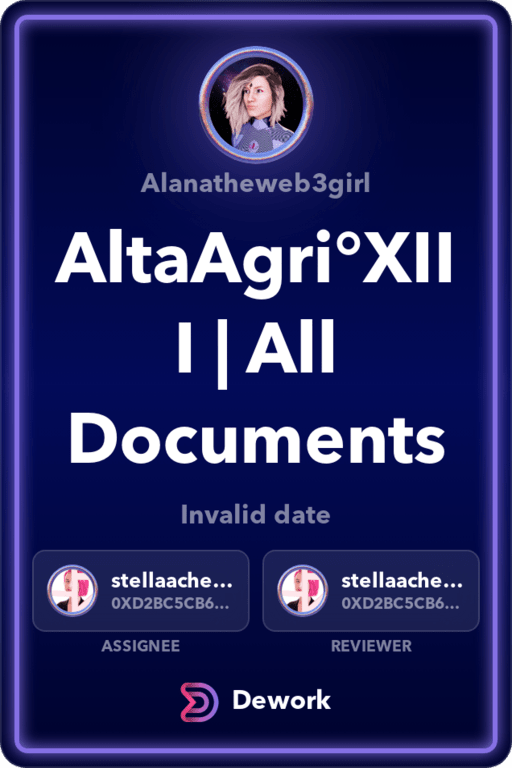 Alanatheweb3girl
AltaAgri°XII
I | All
Documents
Invalid date
stellaache...
0XD2BC5CB6...
stellaache...
0XD2BC5CB6...
ASSIGNEE
REVIEWER
Dework